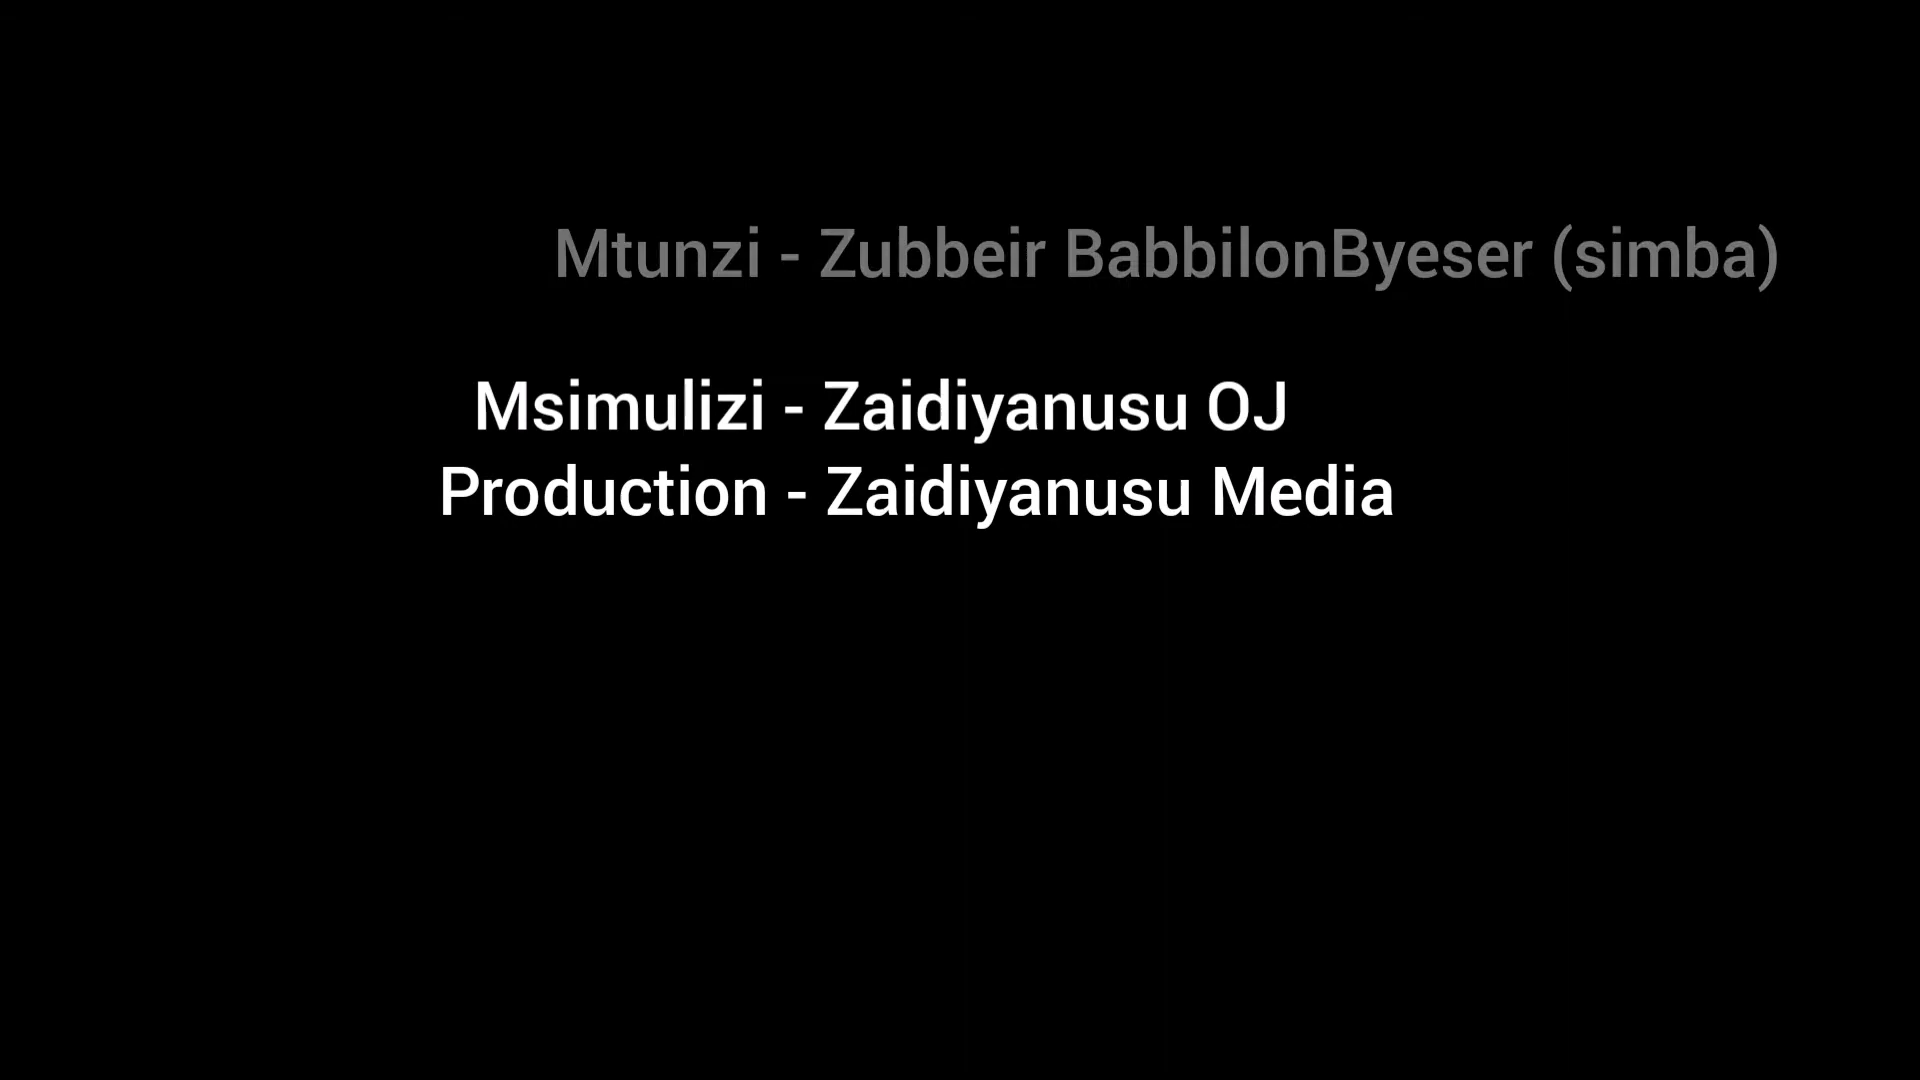 Mtunzi - Zubbeir BabbilonByeser (simba)
Msimulizi - Zaidiyanusu OJ
Production - Zaidiyanusu Media